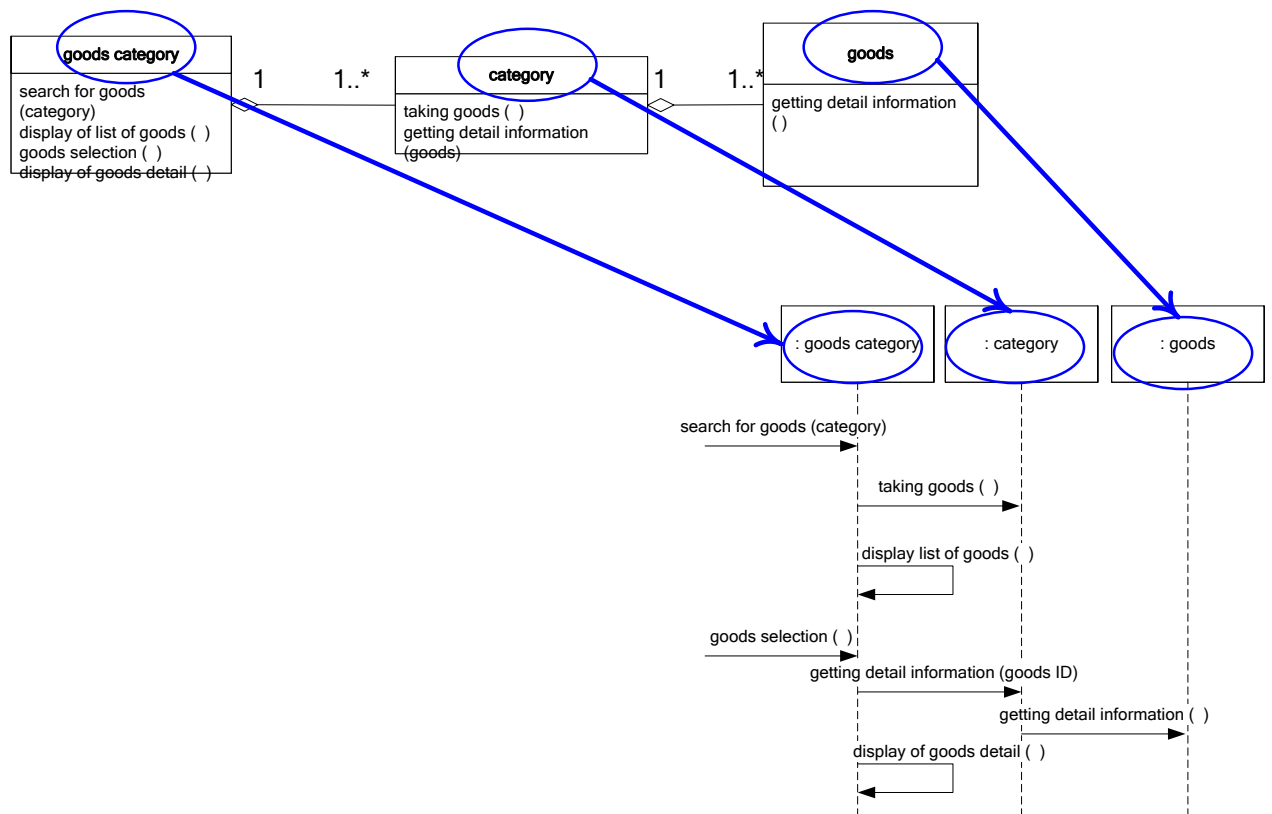 goods category
search for goods
(category)
display of list of goods ( )
goods selection ( )
display of goods detail ( )
1
1..*
category
taking goods ( )
getting detail information
(goods)
1
1..*
goods
getting detail information
( )
: goods category
: category
: goods
search for goods (category)
taking goods ( )
display list of goods ( )
goods selection ( )
getting detail information (goods ID)
getting detail information ( )
display of goods detail ( )